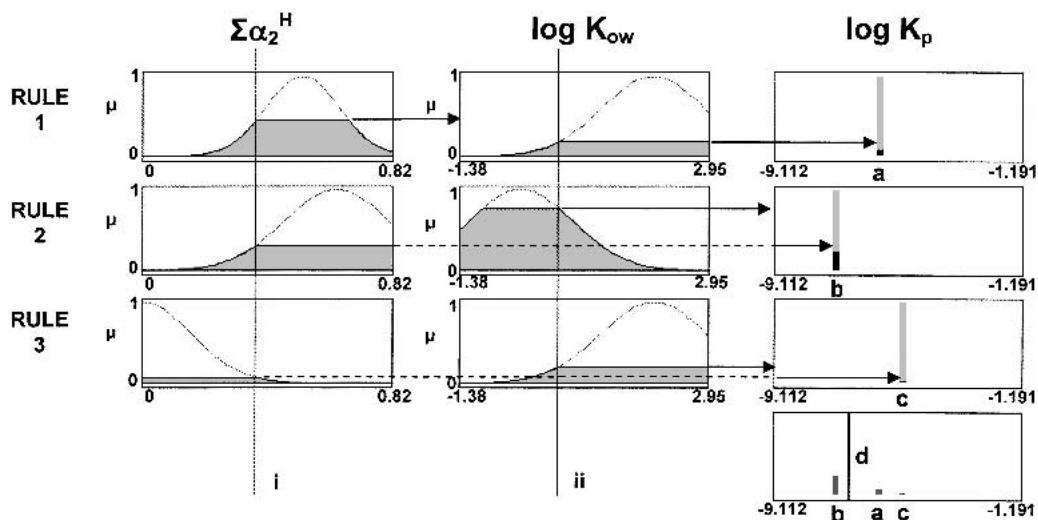 Σα₂ᴴ log Kow log Kp
RULE 1 μ 1 0 0 0.82 μ 1 0 -1.38 2.95 -9.112 a -1.191
RULE 2 μ 1 0 0 0.82 μ 1 0 -1.38 2.95 -9.112 b -1.191
RULE 3 μ 1 0 0 0.82 μ 1 0 -1.38 2.95 -9.112 c -1.191
i ii d
-9.112 b a c -1.191